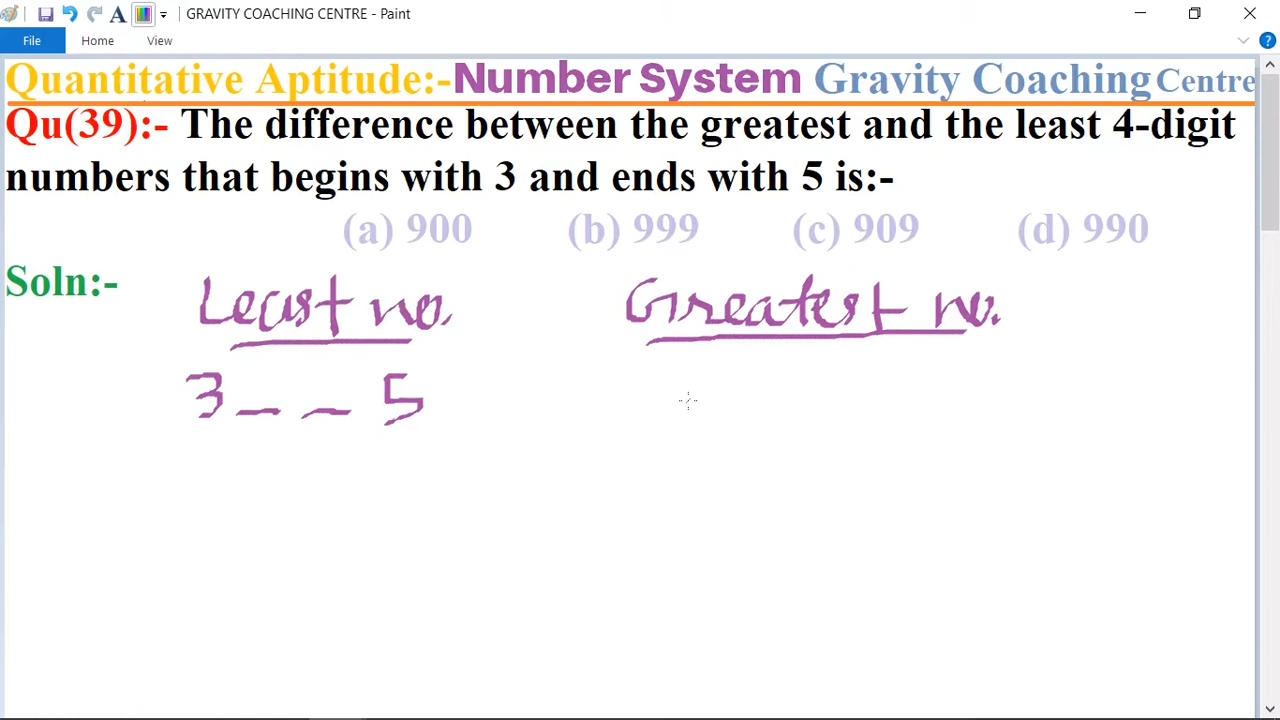 GRAVITY COACHING CENTRE - Paint
File Home View
Quantitative Aptitude:-Number System Gravity Coaching Centre
Qu(39):- The difference between the greatest and the least 4-digit
numbers that begins with 3 and ends with 5 is:-
(a) 900 (b) 999 (c) 909 (d) 990
Soln:- Least no. Greatest no.
3 _ _ 5